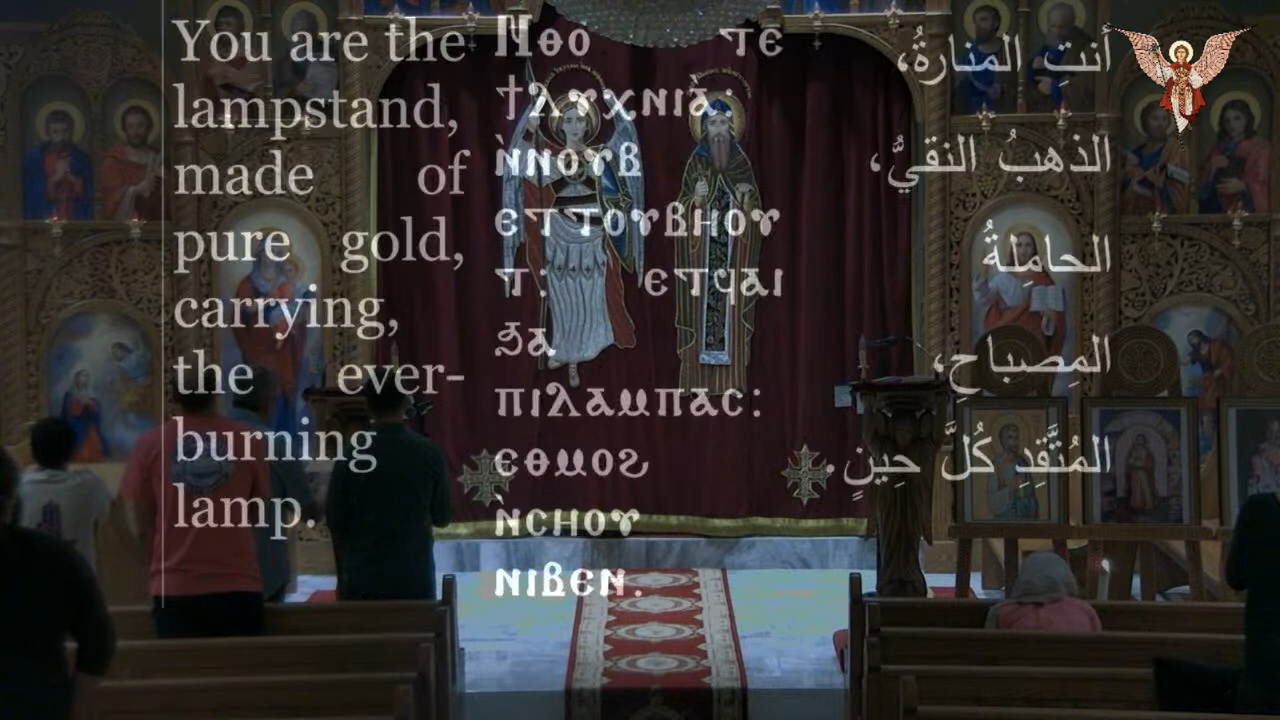 You are the
lampstand,
made of
pure gold,
carrying,
the ever-
burning
lamp.
Ⲛ̀ⲑⲟ ⲧⲉ
ϯⲗⲩⲭⲛⲓⲁ̀:
ⲛ̀ⲛⲟⲩⲃ
ⲉⲧⲧⲟⲩⲃⲏⲟⲩ
ⲧ: ⲉⲧϥⲁⲓ
ϧⲁ
ⲡⲓⲗⲁⲙⲡⲁⲥ:
ⲉⲑⲙⲟϩ
ⲛ̀ⲥⲏⲟⲩ
ⲛⲓⲃⲉⲛ.
أنتِ المنارةُ،
الذهبُ النقيُّ،
الحامِلِةُ
المِصباحِ،
المُتَّقِدِ كُلَّ حِينٍ.